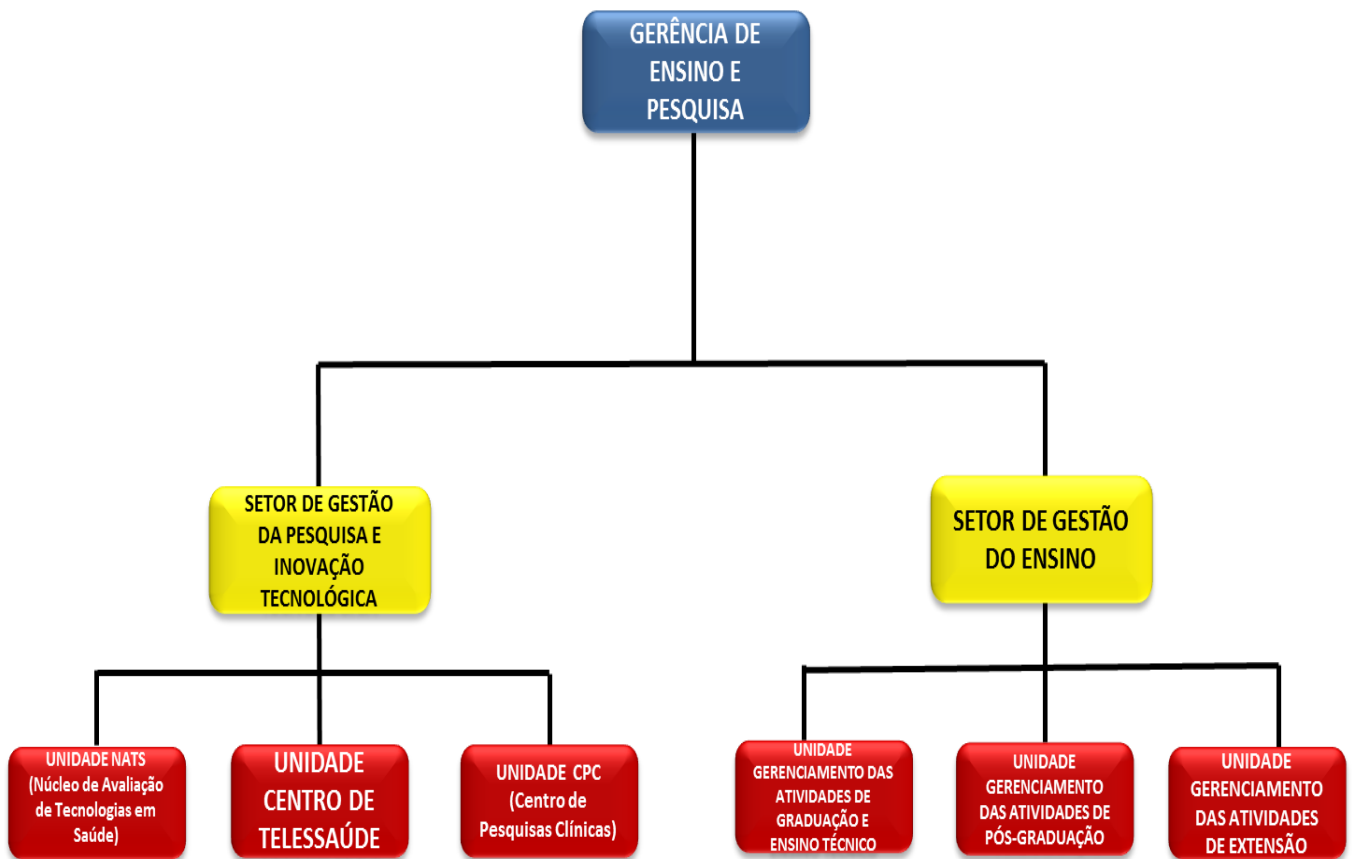 GERÊNCIA DE
ENSINO E
PESQUISA
SETOR DE GESTÃO
DA PESQUISA E
INOVAÇÃO
TECNOLÓGICA
SETOR DE GESTÃO
DO ENSINO
UNIDADE NATS
(Núcleo de Avaliação
de Tecnologias em
Saúde)
UNIDADE
CENTRO DE
TELESSAÚDE
UNIDADE CPC
(Centro de
Pesquisas Clínicas)
UNIDADE
GERENCIAMENTO DAS
ATIVIDADES DE
GRADUAÇÃO E
ENSINO TÉCNICO
UNIDADE
GERENCIAMENTO
DAS ATIVIDADES DE
PÓS-GRADUAÇÃO
UNIDADE
GERENCIAMENTO
DAS ATIVIDADES
DE EXTENSÃO